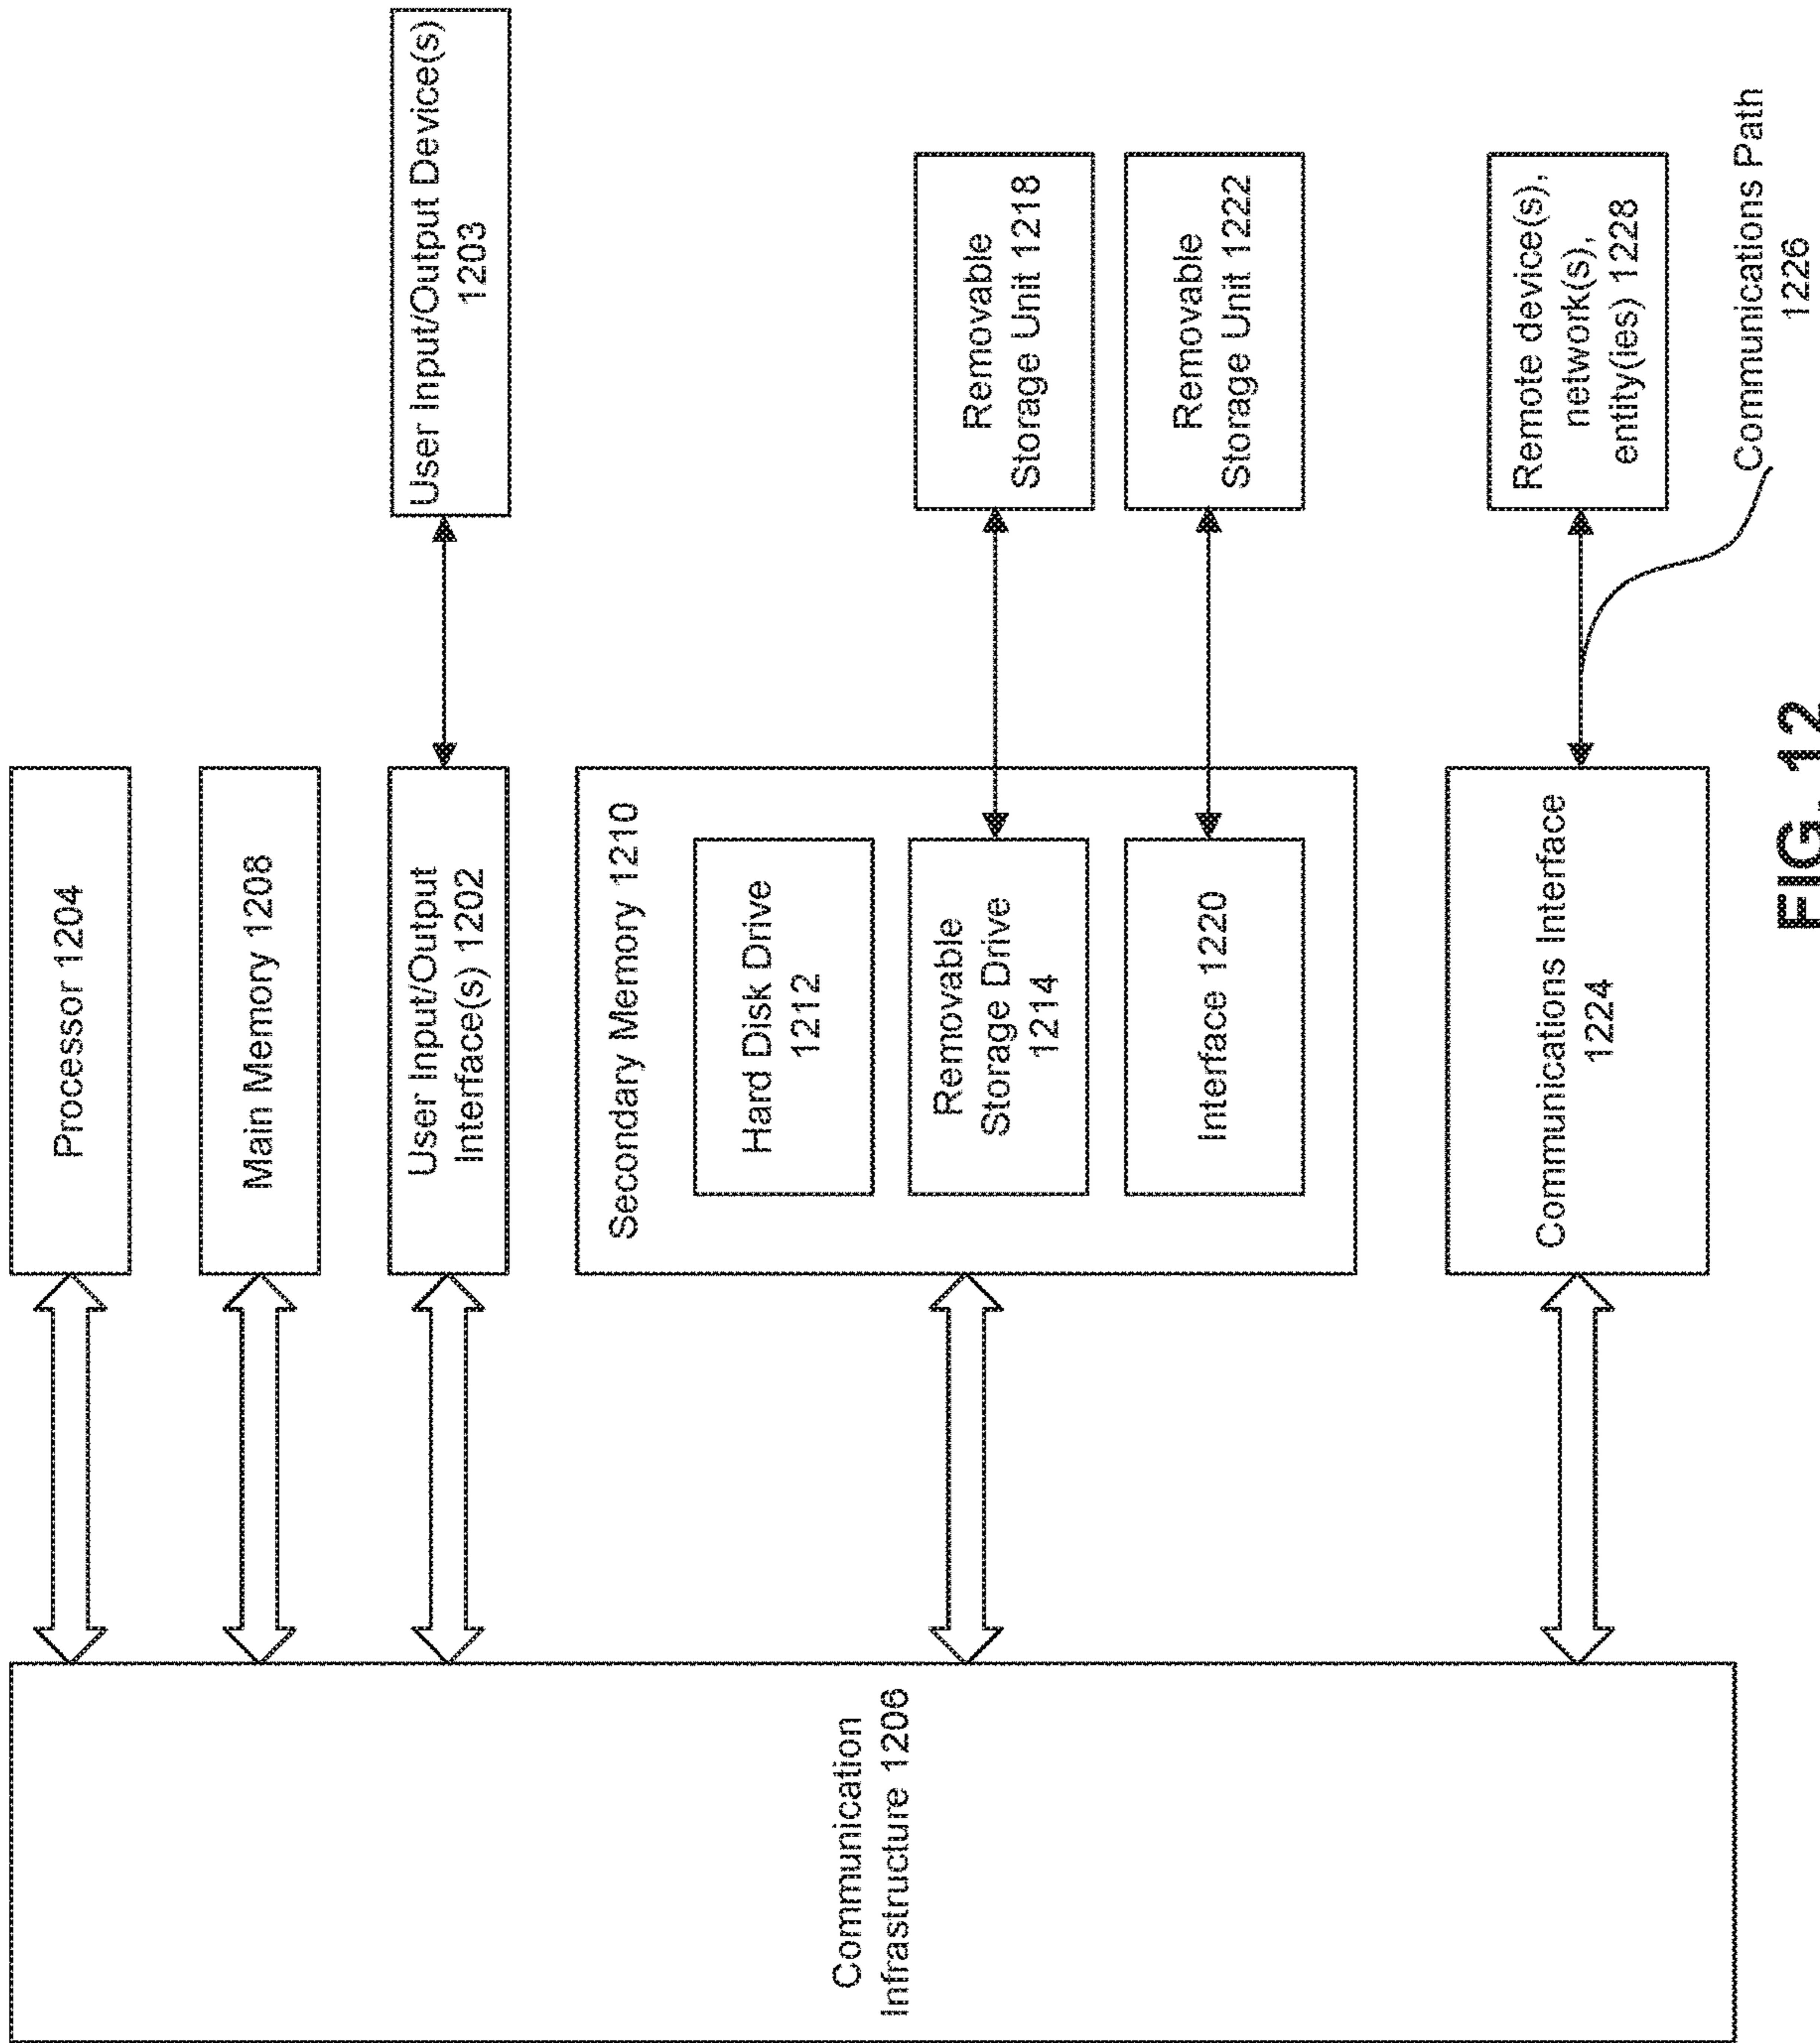 Processor 1204
Main Memory 1208
User Input/Output
Interface(s) 1202
User Input/Output Device(s)
1203
Secondary Memory 1210
Hard Disk Drive
1212
Removable
Storage Drive
1214
Removable
Storage Unit 1218
Interface 1220
Removable
Storage Unit 1222
Communication
Infrastructure 1206
Communications Interface
1224
Remote device(s),
network(s),
entity(ies) 1228
Communications Path
1226
FIG. 12